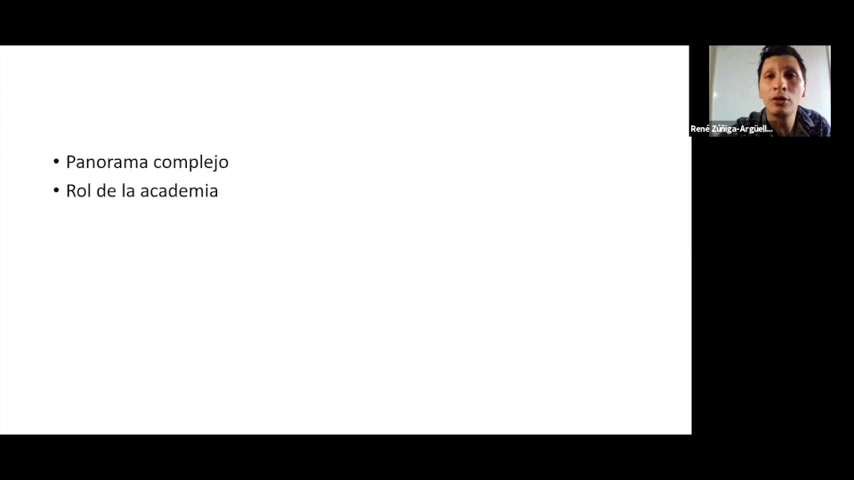 • Panorama complejo
• Rol de la academia
René Zúñiga-Argüell...